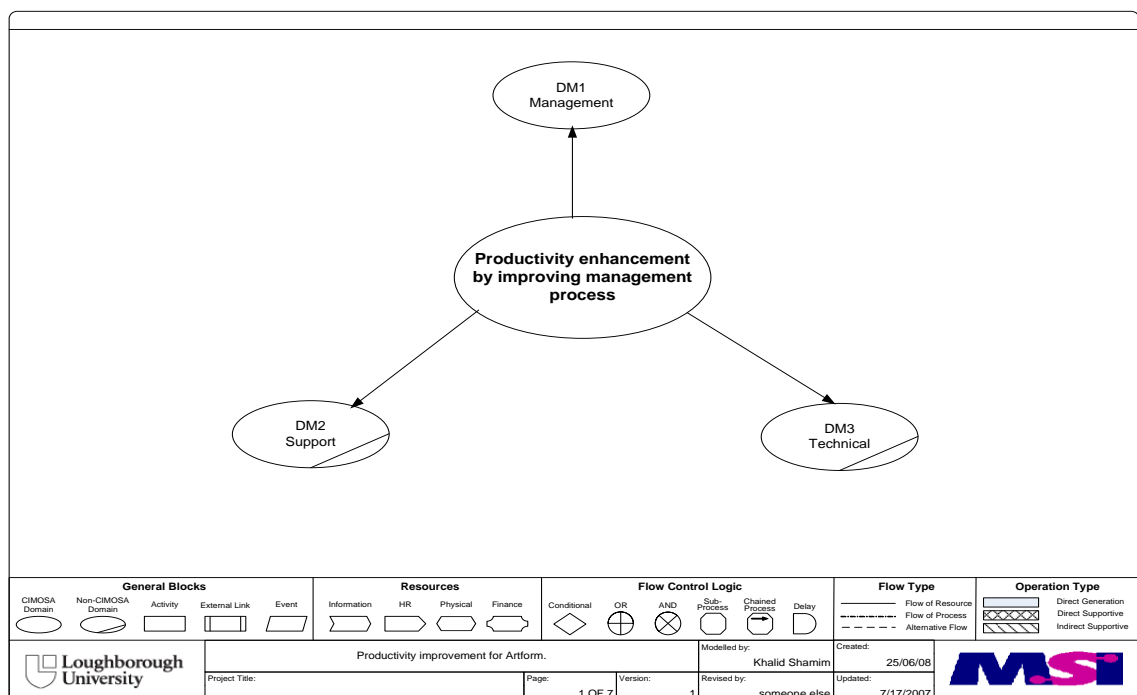 DM1
Management
Productivity enhancement
by improving management
process
DM2
Support
DM3
Technical
General Blocks
CIMOSA
Domain
Non-CIMOSA
Domain
Activity
External Link
Event
Resources
Information
HR
Physical
Finance
Flow Control Logic
Conditional
OR
AND
Sub-
Process
Chained
Process
Delay
Flow Type
Flow of Resource
Flow of Process
Alternative Flow
Operation Type
Direct Generation
Direct Supportive
Indirect Supportive
Loughborough
University
Productivity improvement for Artform.
Project Title:
Page:
1 OF 7
Version:
1
Modelled by:
Khalid Shamim
Revised by:
someone else
Created:
25/06/08
Updated:
7/17/2007
MSI